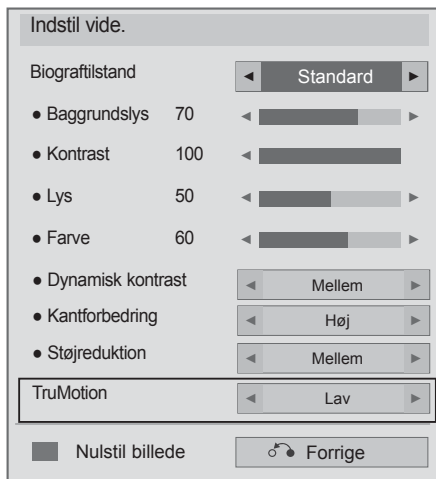 Indstil vide.
Biograftilstand ◄ Standard ►
● Baggrundslys 70 ◄ ►
● Kontrast 100 ◄
● Lys 50 ◄ ►
● Farve 60 ◄ ►
● Dynamisk kontrast ◄ Mellem ►
● Kantforbedring ◄ Høj ►
● Støjreduktion ◄ Mellem ►
TruMotion ◄ Lav ►
Nulstil billede Forrige